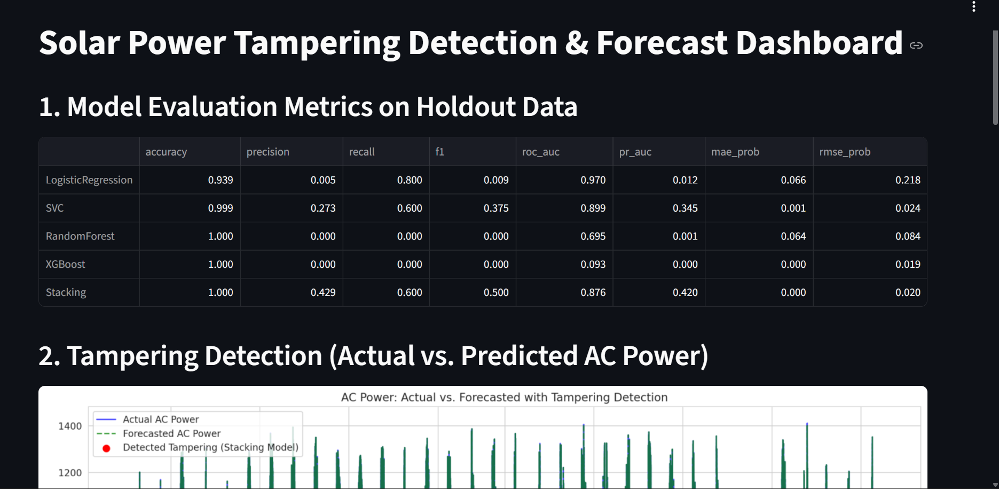 Solar Power Tampering Detection & Forecast Dashboard
1. Model Evaluation Metrics on Holdout Data
accuracy precision recall f1 roc_auc pr_auc mae_prob rmse_prob
LogisticRegression 0.939 0.005 0.800 0.009 0.970 0.012 0.066 0.218
SVC 0.999 0.273 0.600 0.375 0.899 0.345 0.001 0.024
RandomForest 1.000 0.000 0.000 0.000 0.695 0.001 0.064 0.084
XGBoost 1.000 0.000 0.000 0.000 0.093 0.000 0.000 0.019
Stacking 1.000 0.429 0.600 0.500 0.876 0.420 0.000 0.020
2. Tampering Detection (Actual vs. Predicted AC Power)
AC Power: Actual vs. Forecasted with Tampering Detection
Actual AC Power
Forecasted AC Power
Detected Tampering (Stacking Model)
1400
1200